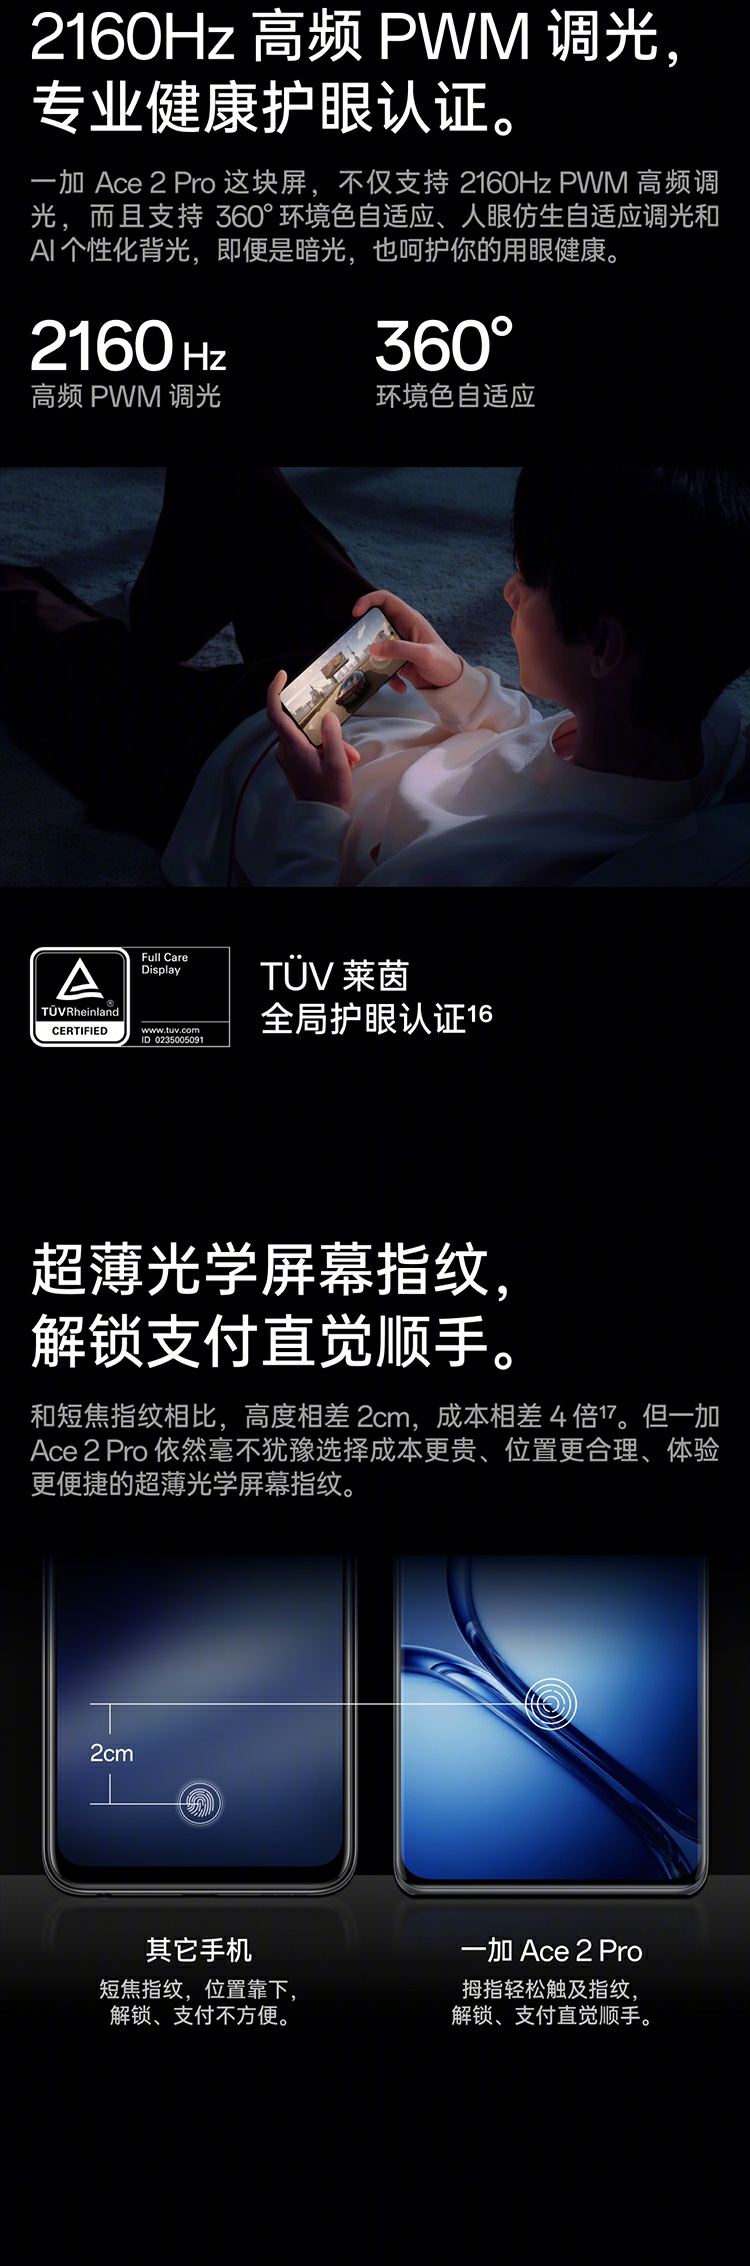 2160Hz 高频 PWM 调光，
专业健康护眼认证。
一加 Ace 2 Pro 这块屏，不仅支持 2160Hz PWM 高频调
光，而且支持 360° 环境色自适应、人眼仿生自适应调光和
AI 个性化背光，即便是暗光，也呵护你的用眼健康。
2160 Hz
高频 PWM 调光
360°
环境色自适应
TÜVRheinland®
CERTIFIED
Full Care
Display
www.tuv.com
ID 0235005091
TÜV 莱茵
全局护眼认证¹⁶
超薄光学屏幕指纹，
解锁支付直觉顺手。
和短焦指纹相比，高度相差 2cm，成本相差 4 倍¹⁷。但一加
Ace 2 Pro 依然毫不犹豫选择成本更贵、位置更合理、体验
更便捷的超薄光学屏幕指纹。
2cm
其它手机
短焦指纹，位置靠下，
解锁、支付不方便。
一加 Ace 2 Pro
拇指轻松触及指纹，
解锁、支付直觉顺手。